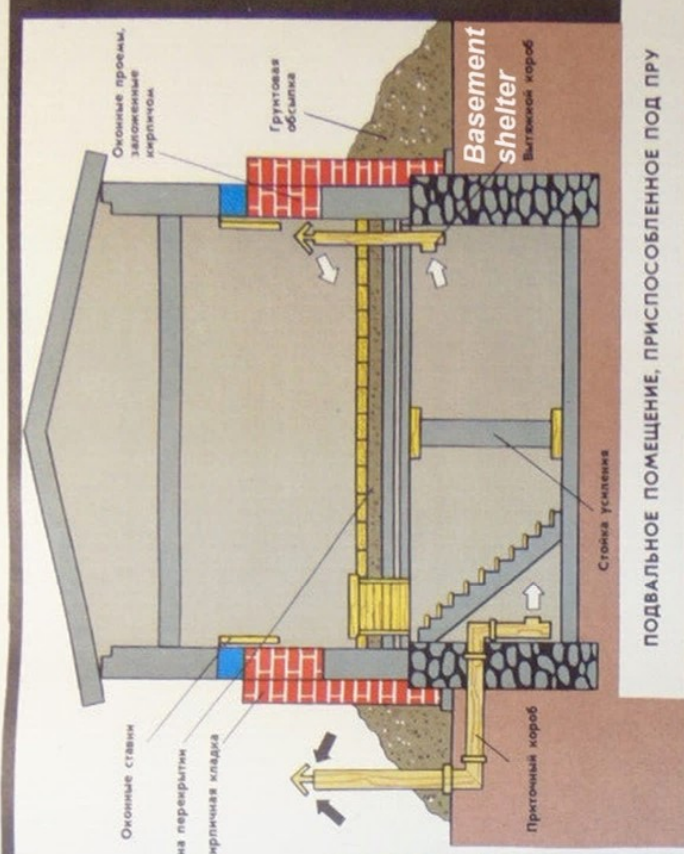 Оконные проемы,
заложенные
кирпичом
Грунтовая
обсыпка
Basement
shelter
Вытяжной короб
Стойка усиления
Оконные ставни
на перекрытии
Приточный короб
ПОДВАЛЬНОЕ ПОМЕЩЕНИЕ, ПРИСПОСОБЛЕННОЕ ПОД ПРУ
кладка